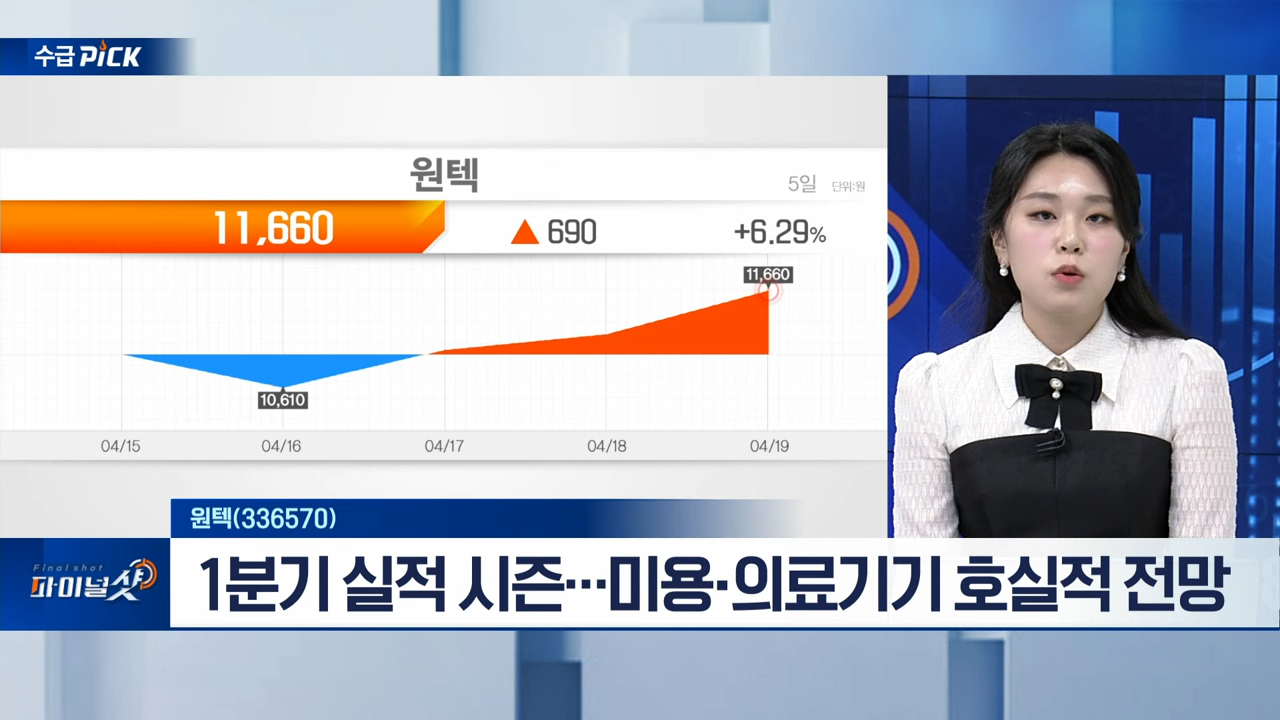 수급 PiCK
원텍
5일 단위:원
11,660 ▲ 690 +6.29%
11,660
10,610
04/15 04/16 04/17 04/18 04/19
원텍(336570)
Final shot
파이널샷
1분기 실적 시즌…미용·의료기기 호실적 전망